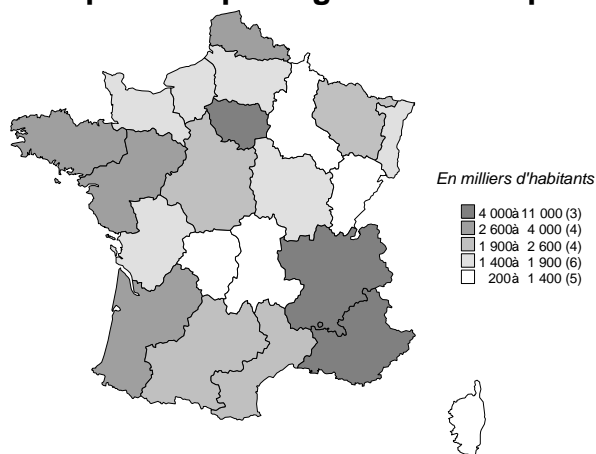 En milliers d'habitants
4 000à 11 000 (3)
2 600à 4 000 (4)
1 900à 2 600 (4)
1 400à 1 900 (6)
200à 1 400 (5)